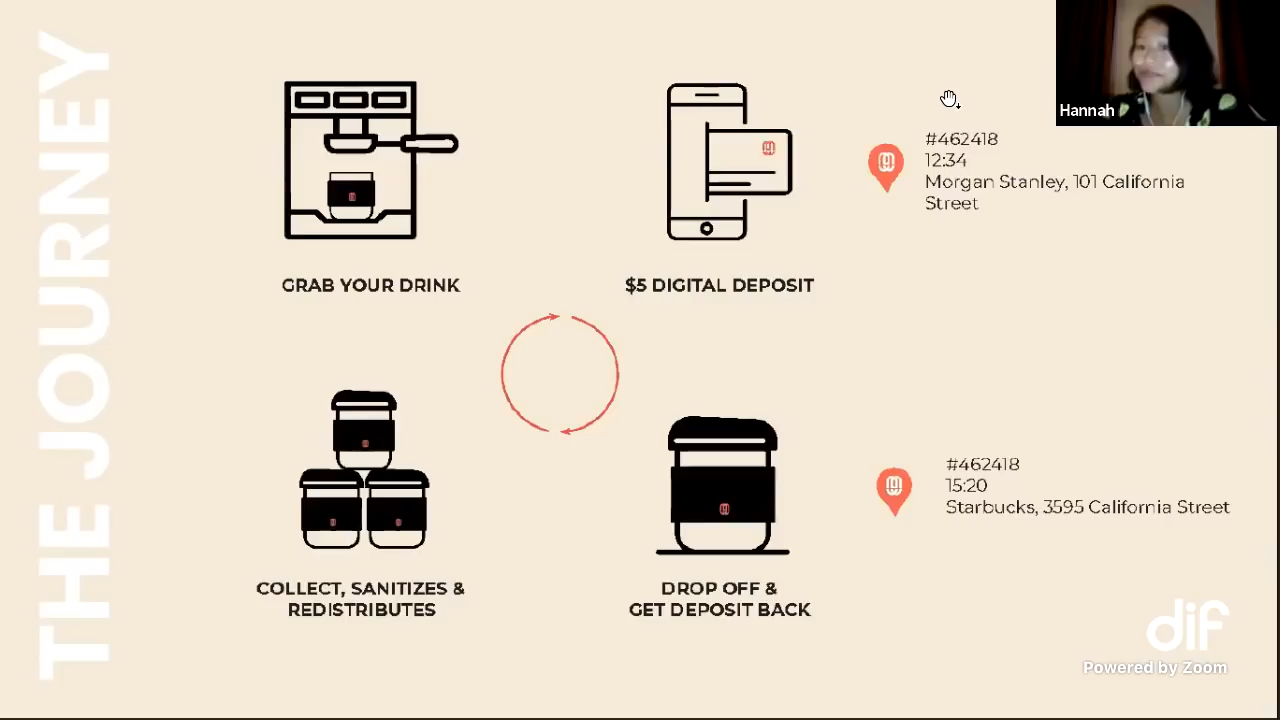 THE JOURNEY
Hannah
#462418
12:34
Morgan Stanley, 101 California
Street
GRAB YOUR DRINK
$5 DIGITAL DEPOSIT
#462418
15:20
Starbucks, 3595 California Street
COLLECT, SANITIZES &
REDISTRIBUTES
DROP OFF &
GET DEPOSIT BACK
dif
Powered by Zoom